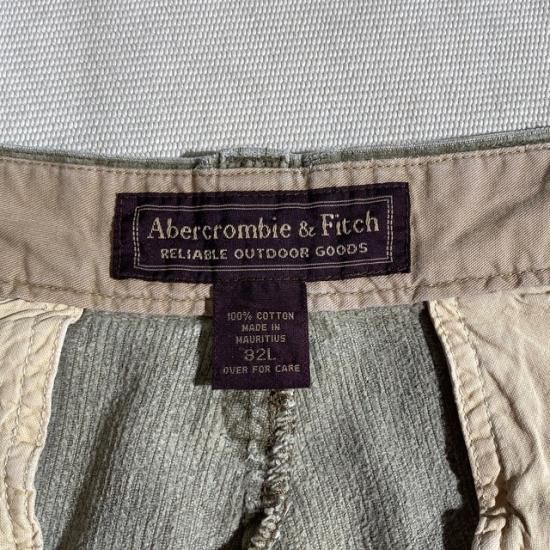 Abercrombie & Fitch
RELIABLE OUTDOOR GOODS
100% COTTON
MADE IN
MAURITIUS
32L
OVER FOR CARE